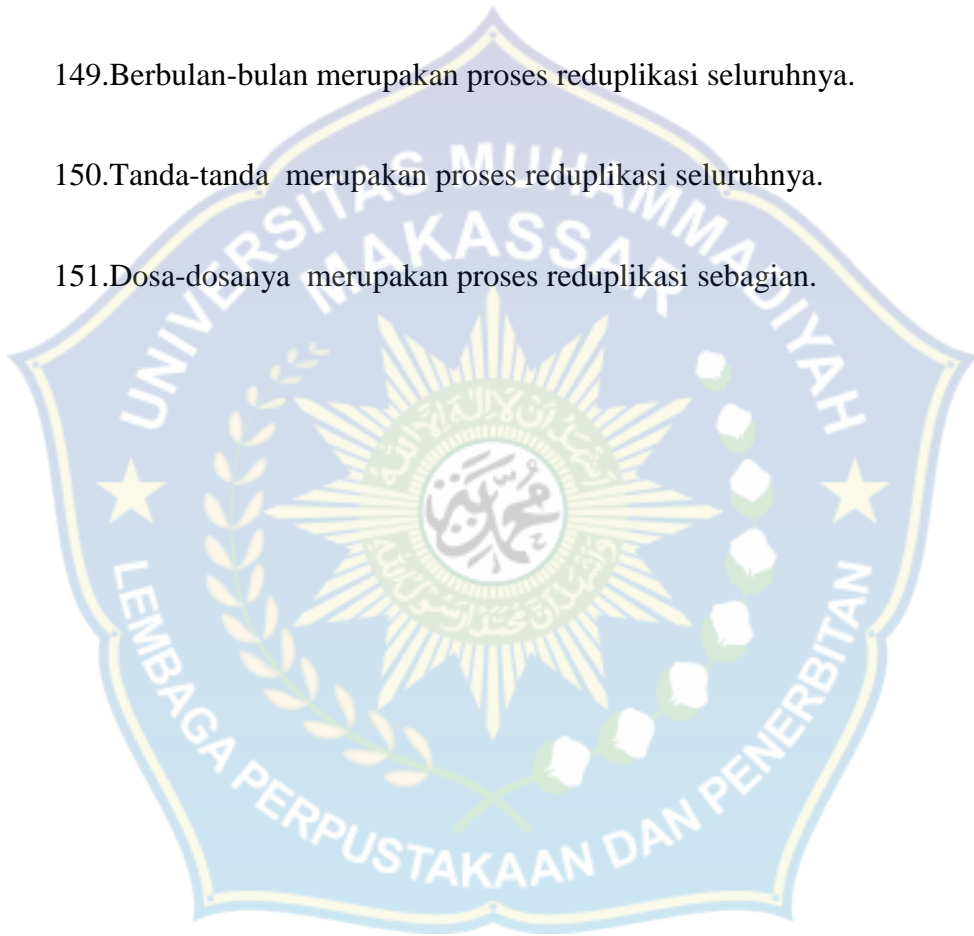 149.Berbulan-bulan merupakan proses reduplikasi seluruhnya.
150.Tanda-tanda merupakan proses reduplikasi seluruhnya.
151.Dosa-dosanya merupakan proses reduplikasi sebagian.
UNIVERSITAS MUHAMMADIYAH
MAKASSAR
LEMBAGA PERPUSTAKAAN DAN PENERBITAN